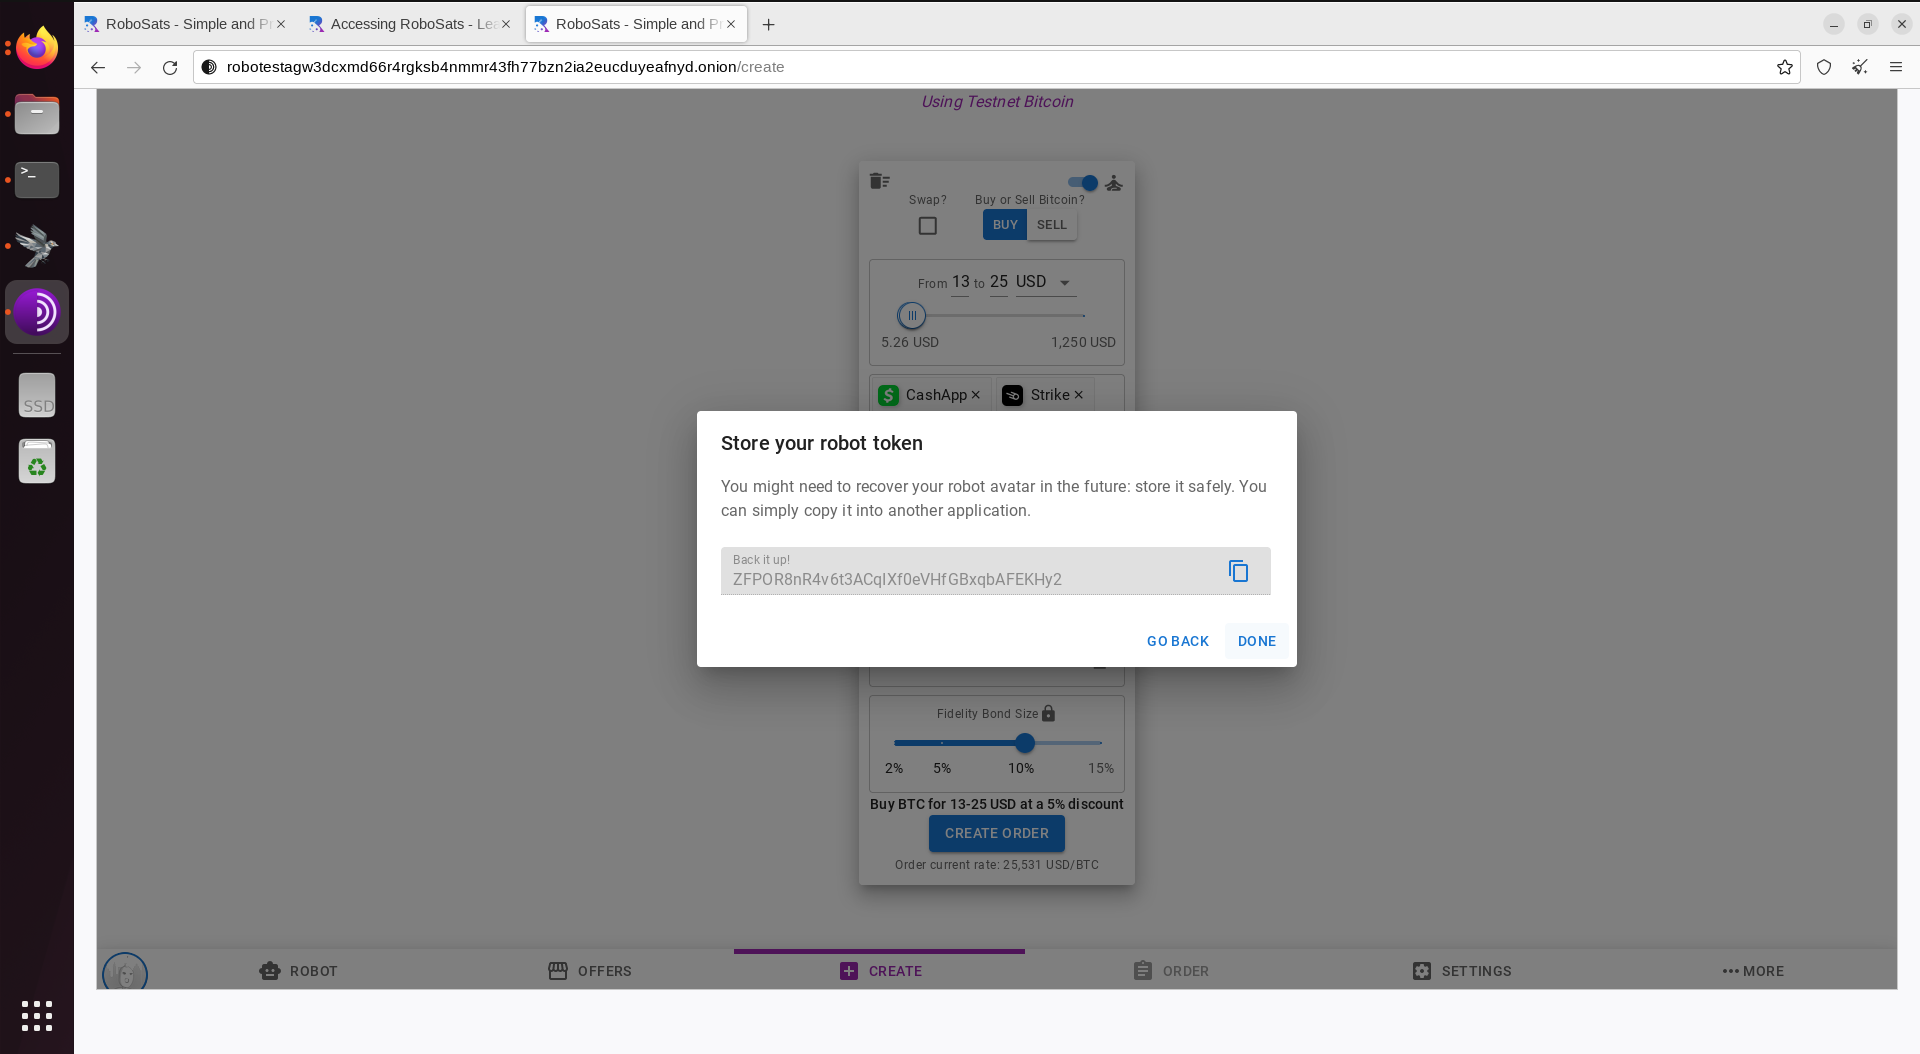 RoboSats - Simple and Pr
Accessing RoboSats - Lea
RoboSats - Simple and Pr
robotestagw3dcxmd66r4rgksb4nmmr43fh77bzn2ia2eucduyeafnyd.onion/create
Using Testnet Bitcoin
Swap?
Buy or Sell Bitcoin?
BUY
SELL
From 13 to 25 USD
5.26 USD
1,250 USD
CashApp
Strike
Store your robot token
You might need to recover your robot avatar in the future: store it safely. You
can simply copy it into another application.
Back it up!
ZFPOR8nR4v6t3ACqIXf0eVHfGBxqbAFEKHy2
GO BACK
DONE
Fidelity Bond Size
2%
5%
10%
15%
Buy BTC for 13-25 USD at a 5% discount
CREATE ORDER
Order current rate: 25,531 USD/BTC
ROBOT
OFFERS
CREATE
ORDER
SETTINGS
MORE
>_
SSD